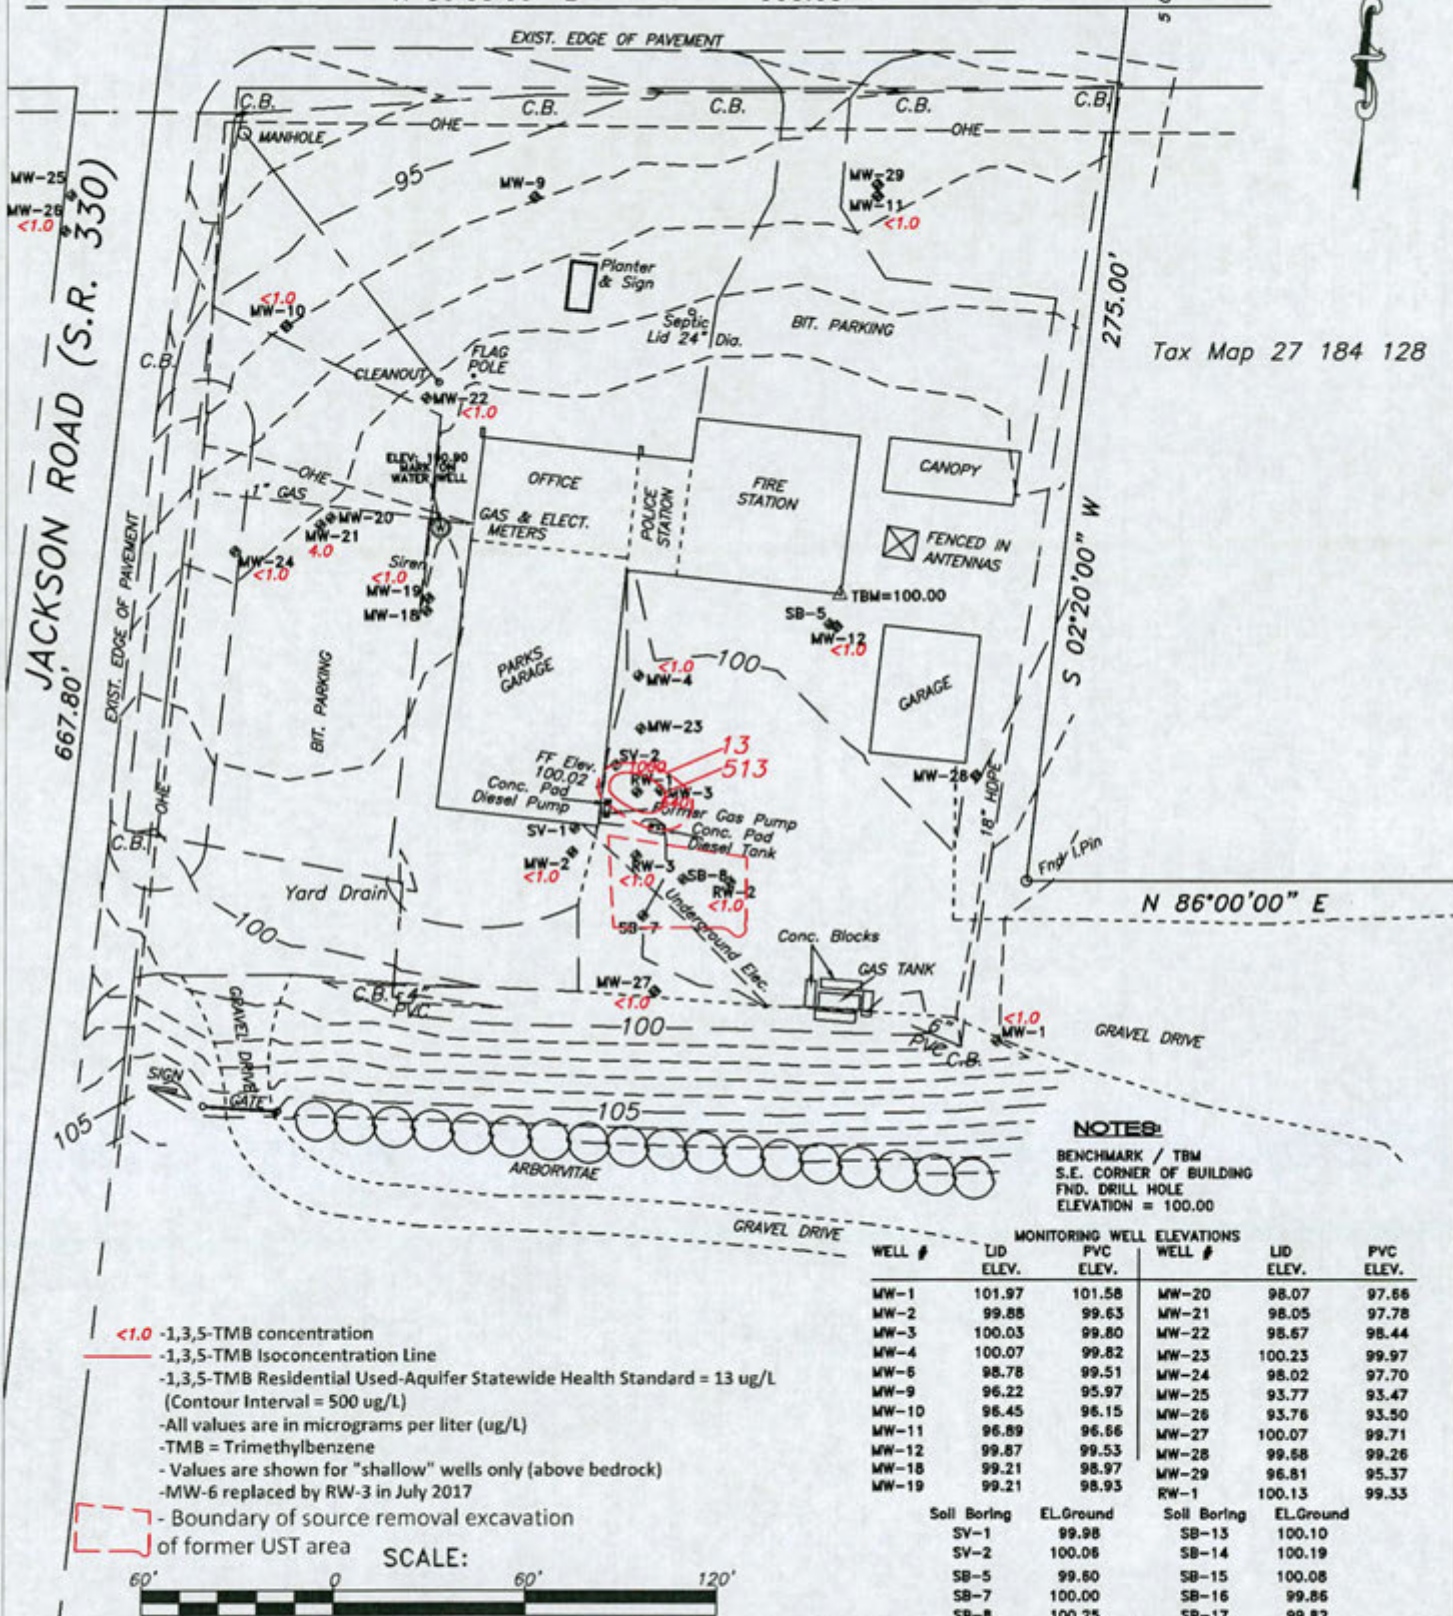 EXIST. EDGE OF PAVEMENT
C.B.
C.B.
C.B.
C.B.
C.B.
MANHOLE
OHE
OHE
MW-25
MW-26
<1.0
95
MW-9
MW-29
MW-11
<1.0
JACKSON ROAD (S.R. 330)
667.80'
EXIST. EDGE OF PAVEMENT
<1.0
MW-10
Planter
& Sign
Septic
Lid 24" Dia.
BIT. PARKING
275.00'
S 02°20'00" W
Tax Map 27 184 128
C.B.
FLAG
POLE
CLEANOUT
MW-22
<1.0
MARK ON
WATER WELL
OHE
1" GAS
OFFICE
GAS & ELECT.
METERS
POLICE
STATION
FIRE
STATION
CANOPY
FENCED IN
ANTENNAS
MW-20
MW-21
4.0
MW-24
<1.0
Siren
<1.0
MW-19
MW-18
TBM=100.00
SB-5
MW-12
<1.0
BIT. PARKING
PARKS
GARAGE
<1.0
MW-4
100
GARAGE
MW-23
13
513
SV-2
RW-1
MW-3
FF Elev.
100.02
Conc. Pad
Diesel Pump
Former Gas Pump
Conc. Pad
Diesel Tank
MW-28
OHE
C.B.
SV-1
MW-2
<1.0
RW-3
<1.0
SB-8
RW-2
<1.0
Fnd. I.Pin
N 86°00'00" E
Yard Drain
100
SB-7
Underground Elec.
Conc. Blocks
GAS TANK
MW-27
<1.0
C.B.
4"
PVC
100
6"
PVC
C.B.
<1.0
MW-1
GRAVEL DRIVE
GRAVEL DRIVE
SIGN
GATE
105
105
ARBORVITAE
GRAVEL DRIVE
NOTES:
BENCHMARK / TBM
S.E. CORNER OF BUILDING
FND. DRILL HOLE
ELEVATION = 100.00
MONITORING WELL ELEVATIONS
WELL # LID PVC WELL # LID PVC
ELEV. ELEV. ELEV. ELEV.
MW-1 101.97 101.58 MW-20 98.07 97.66
MW-2 99.88 99.63 MW-21 98.05 97.78
MW-3 100.03 99.80 MW-22 98.67 98.44
MW-4 100.07 99.82 MW-23 100.23 99.97
MW-6 98.78 99.51 MW-24 98.02 97.70
MW-9 96.22 95.97 MW-25 93.77 93.47
MW-10 96.45 96.15 MW-26 93.76 93.50
MW-11 96.89 96.66 MW-27 100.07 99.71
MW-12 99.87 99.53 MW-28 99.68 99.26
MW-18 99.21 98.97 MW-29 96.81 95.37
MW-19 99.21 98.93 RW-1 100.13 99.33
Soil Boring El.Ground Soil Boring El.Ground
SV-1 99.98 SB-13 100.10
SV-2 100.06 SB-14 100.19
SB-5 99.60 SB-15 100.08
SB-7 100.00 SB-16 99.86
SB-8 100.25 SB-17 99.82
<1.0 -1,3,5-TMB concentration
-1,3,5-TMB Isoconcentration Line
-1,3,5-TMB Residential Used-Aquifer Statewide Health Standard = 13 ug/L
(Contour Interval = 500 ug/L)
-All values are in micrograms per liter (ug/L)
-TMB = Trimethylbenzene
- Values are shown for "shallow" wells only (above bedrock)
-MW-6 replaced by RW-3 in July 2017
- Boundary of source removal excavation
of former UST area
SCALE:
60' 0 60' 120'